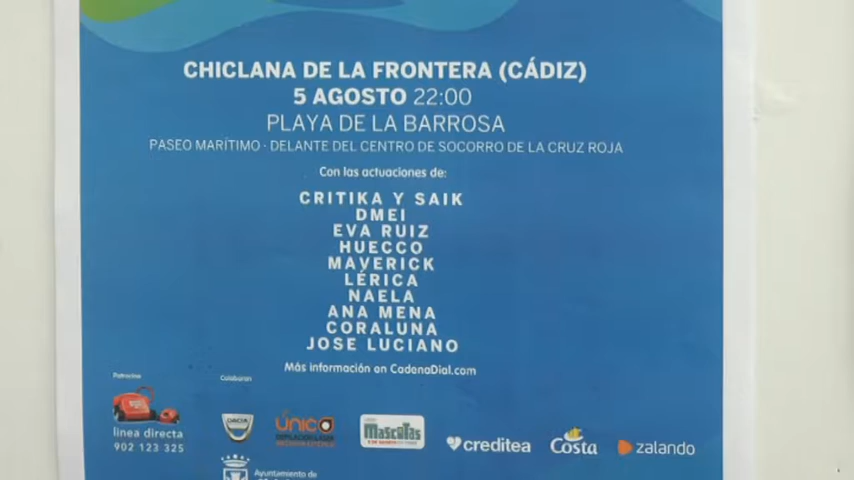 CHICLANA DE LA FRONTERA (CÁDIZ)
5 AGOSTO 22:00
PLAYA DE LA BARROSA
PASEO MARÍTIMO · DELANTE DEL CENTRO DE SOCORRO DE LA CRUZ ROJA
Con las actuaciones de:
CRITIKA Y SAIK
DMEI
EVA RUIZ
HUECCO
MAVERICK
LÉRICA
NAELA
ANA MENA
CORALUNA
JOSE LUCIANO
Más información en CadenaDial.com
Patrocina
Colaboran
linea directa
902 123 325
DACIA
único
MASCOTAS
creditea
Costa
zalando
Ayuntamiento de